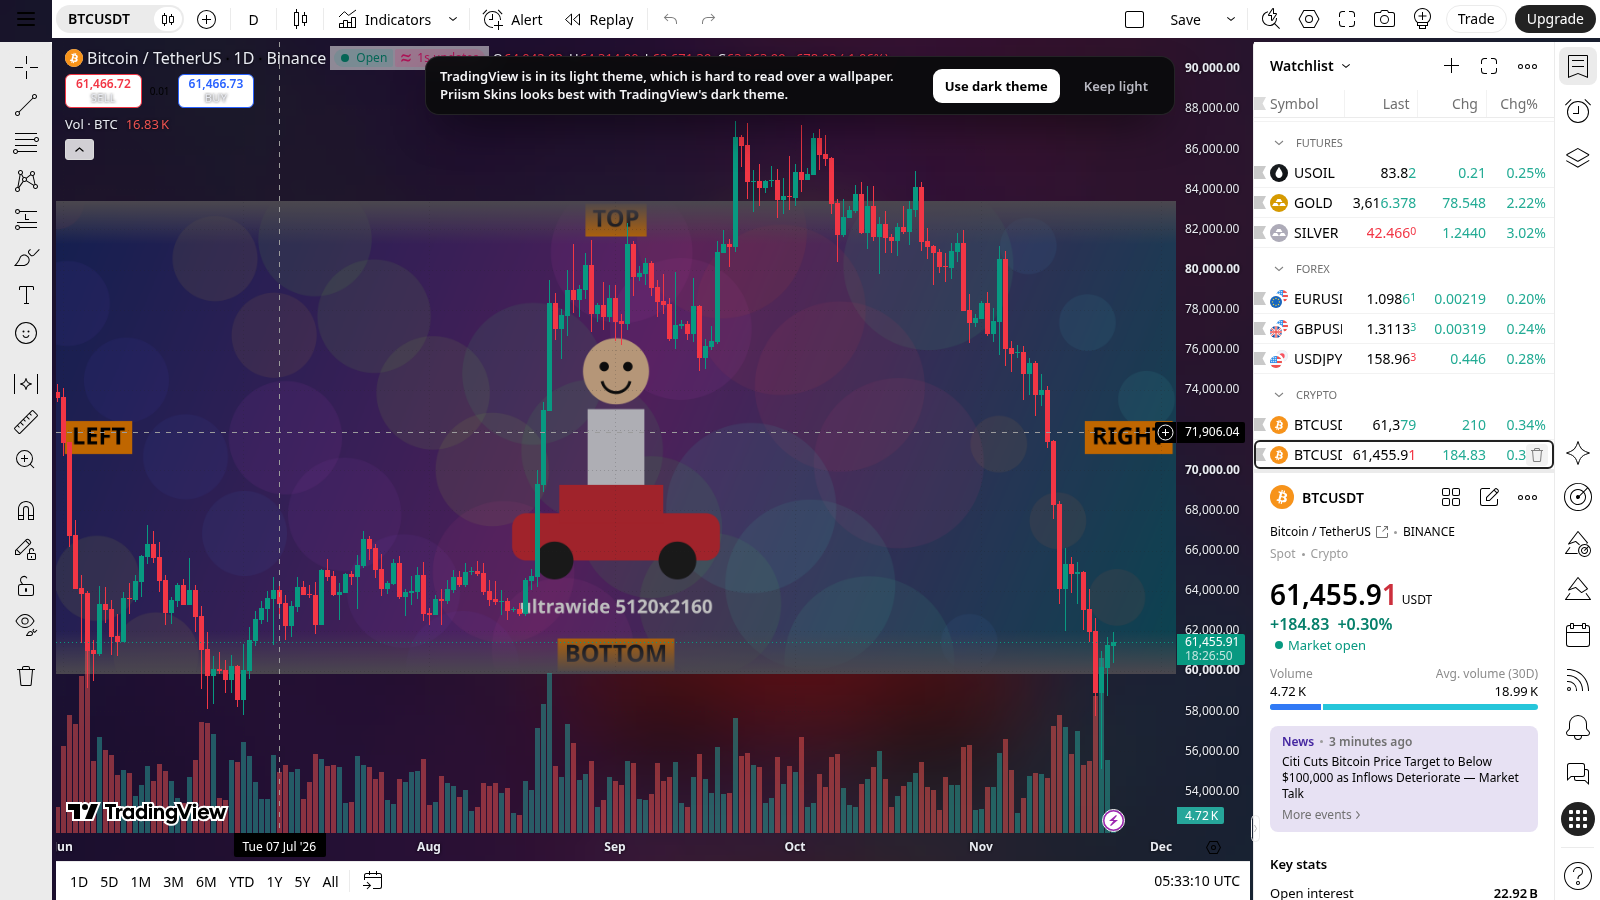 BTCUSDT
D
Indicators
Alert
Replay
Save
Trade
Upgrade
Bitcoin / TetherUS · 1D · Binance
Open
61,466.72
SELL
0.01
61,466.73
BUY
Vol · BTC 16.83 K
TradingView is in its light theme, which is hard to read over a wallpaper.
Priism Skins looks best with TradingView's dark theme.
Use dark theme
Keep light
TOP
LEFT
RIGHT
ultrawide 5120x2160
BOTTOM
TradingView
90,000.00
88,000.00
86,000.00
84,000.00
82,000.00
80,000.00
78,000.00
76,000.00
74,000.00
71,906.04
70,000.00
68,000.00
66,000.00
64,000.00
62,000.00
61,455.91
18:26:50
60,000.00
58,000.00
56,000.00
54,000.00
4.72 K
un
Tue 07 Jul '26
Aug
Sep
Oct
Nov
Dec
1D 5D 1M 3M 6M YTD 1Y 5Y All
05:33:10 UTC
Watchlist
Symbol Last Chg Chg%
FUTURES
USOIL 83.82 0.21 0.25%
GOLD 3,616.378 78.548 2.22%
SILVER 42.4660 1.2440 3.02%
FOREX
EURUSI 1.09861 0.00219 0.20%
GBPUSI 1.31133 0.00319 0.24%
USDJPY 158.963 0.446 0.28%
CRYPTO
BTCUSI 61,379 210 0.34%
BTCUSI 61,455.91 184.83 0.3
BTCUSDT
Bitcoin / TetherUS · BINANCE
Spot • Crypto
61,455.91 USDT
+184.83 +0.30%
Market open
Volume Avg. volume (30D)
4.72 K 18.99 K
News · 3 minutes ago
Citi Cuts Bitcoin Price Target to Below
$100,000 as Inflows Deteriorate — Market
Talk
More events
Key stats
Open interest 22.92 B